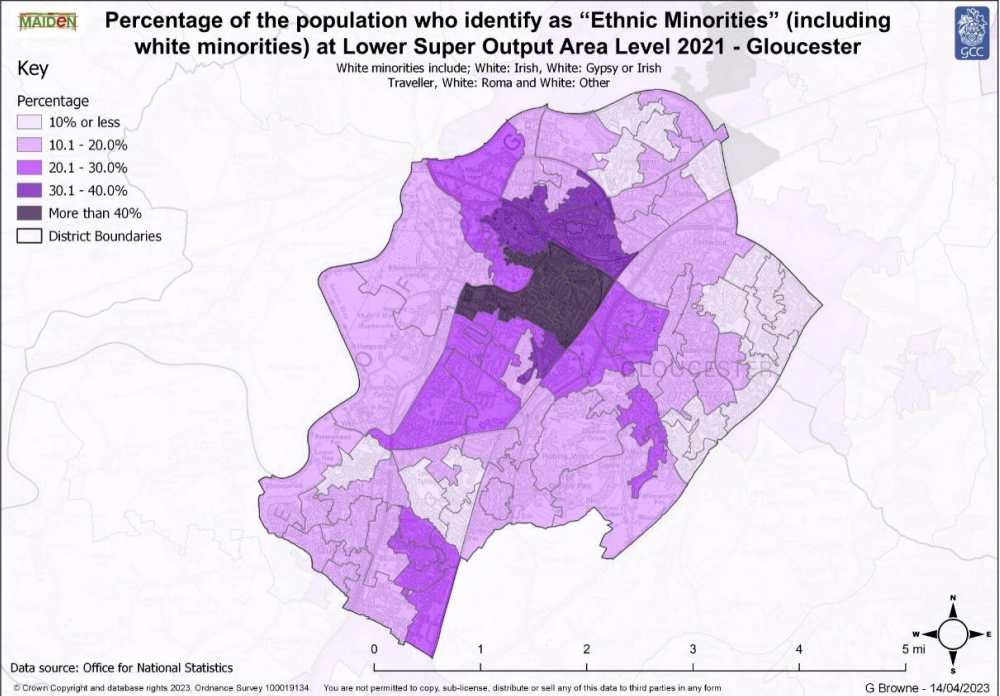 MAIDEN
Percentage of the population who identify as “Ethnic Minorities” (including
white minorities) at Lower Super Output Area Level 2021 - Gloucester
White minorities include; White: Irish, White: Gypsy or Irish
Traveller, White: Roma and White: Other
GCC
Key
Percentage
10% or less
10.1 - 20.0%
20.1 - 30.0%
30.1 - 40.0%
More than 40%
District Boundaries
GLOUCESTER
N
W E
S
0 1 2 3 4 5 mi
Data source: Office for National Statistics
© Crown Copyright and database rights 2023. Ordnance Survey 100019134. You are not permitted to copy, sub-license, distribute or sell any of this data to third parties in any form
G Browne - 14/04/2023